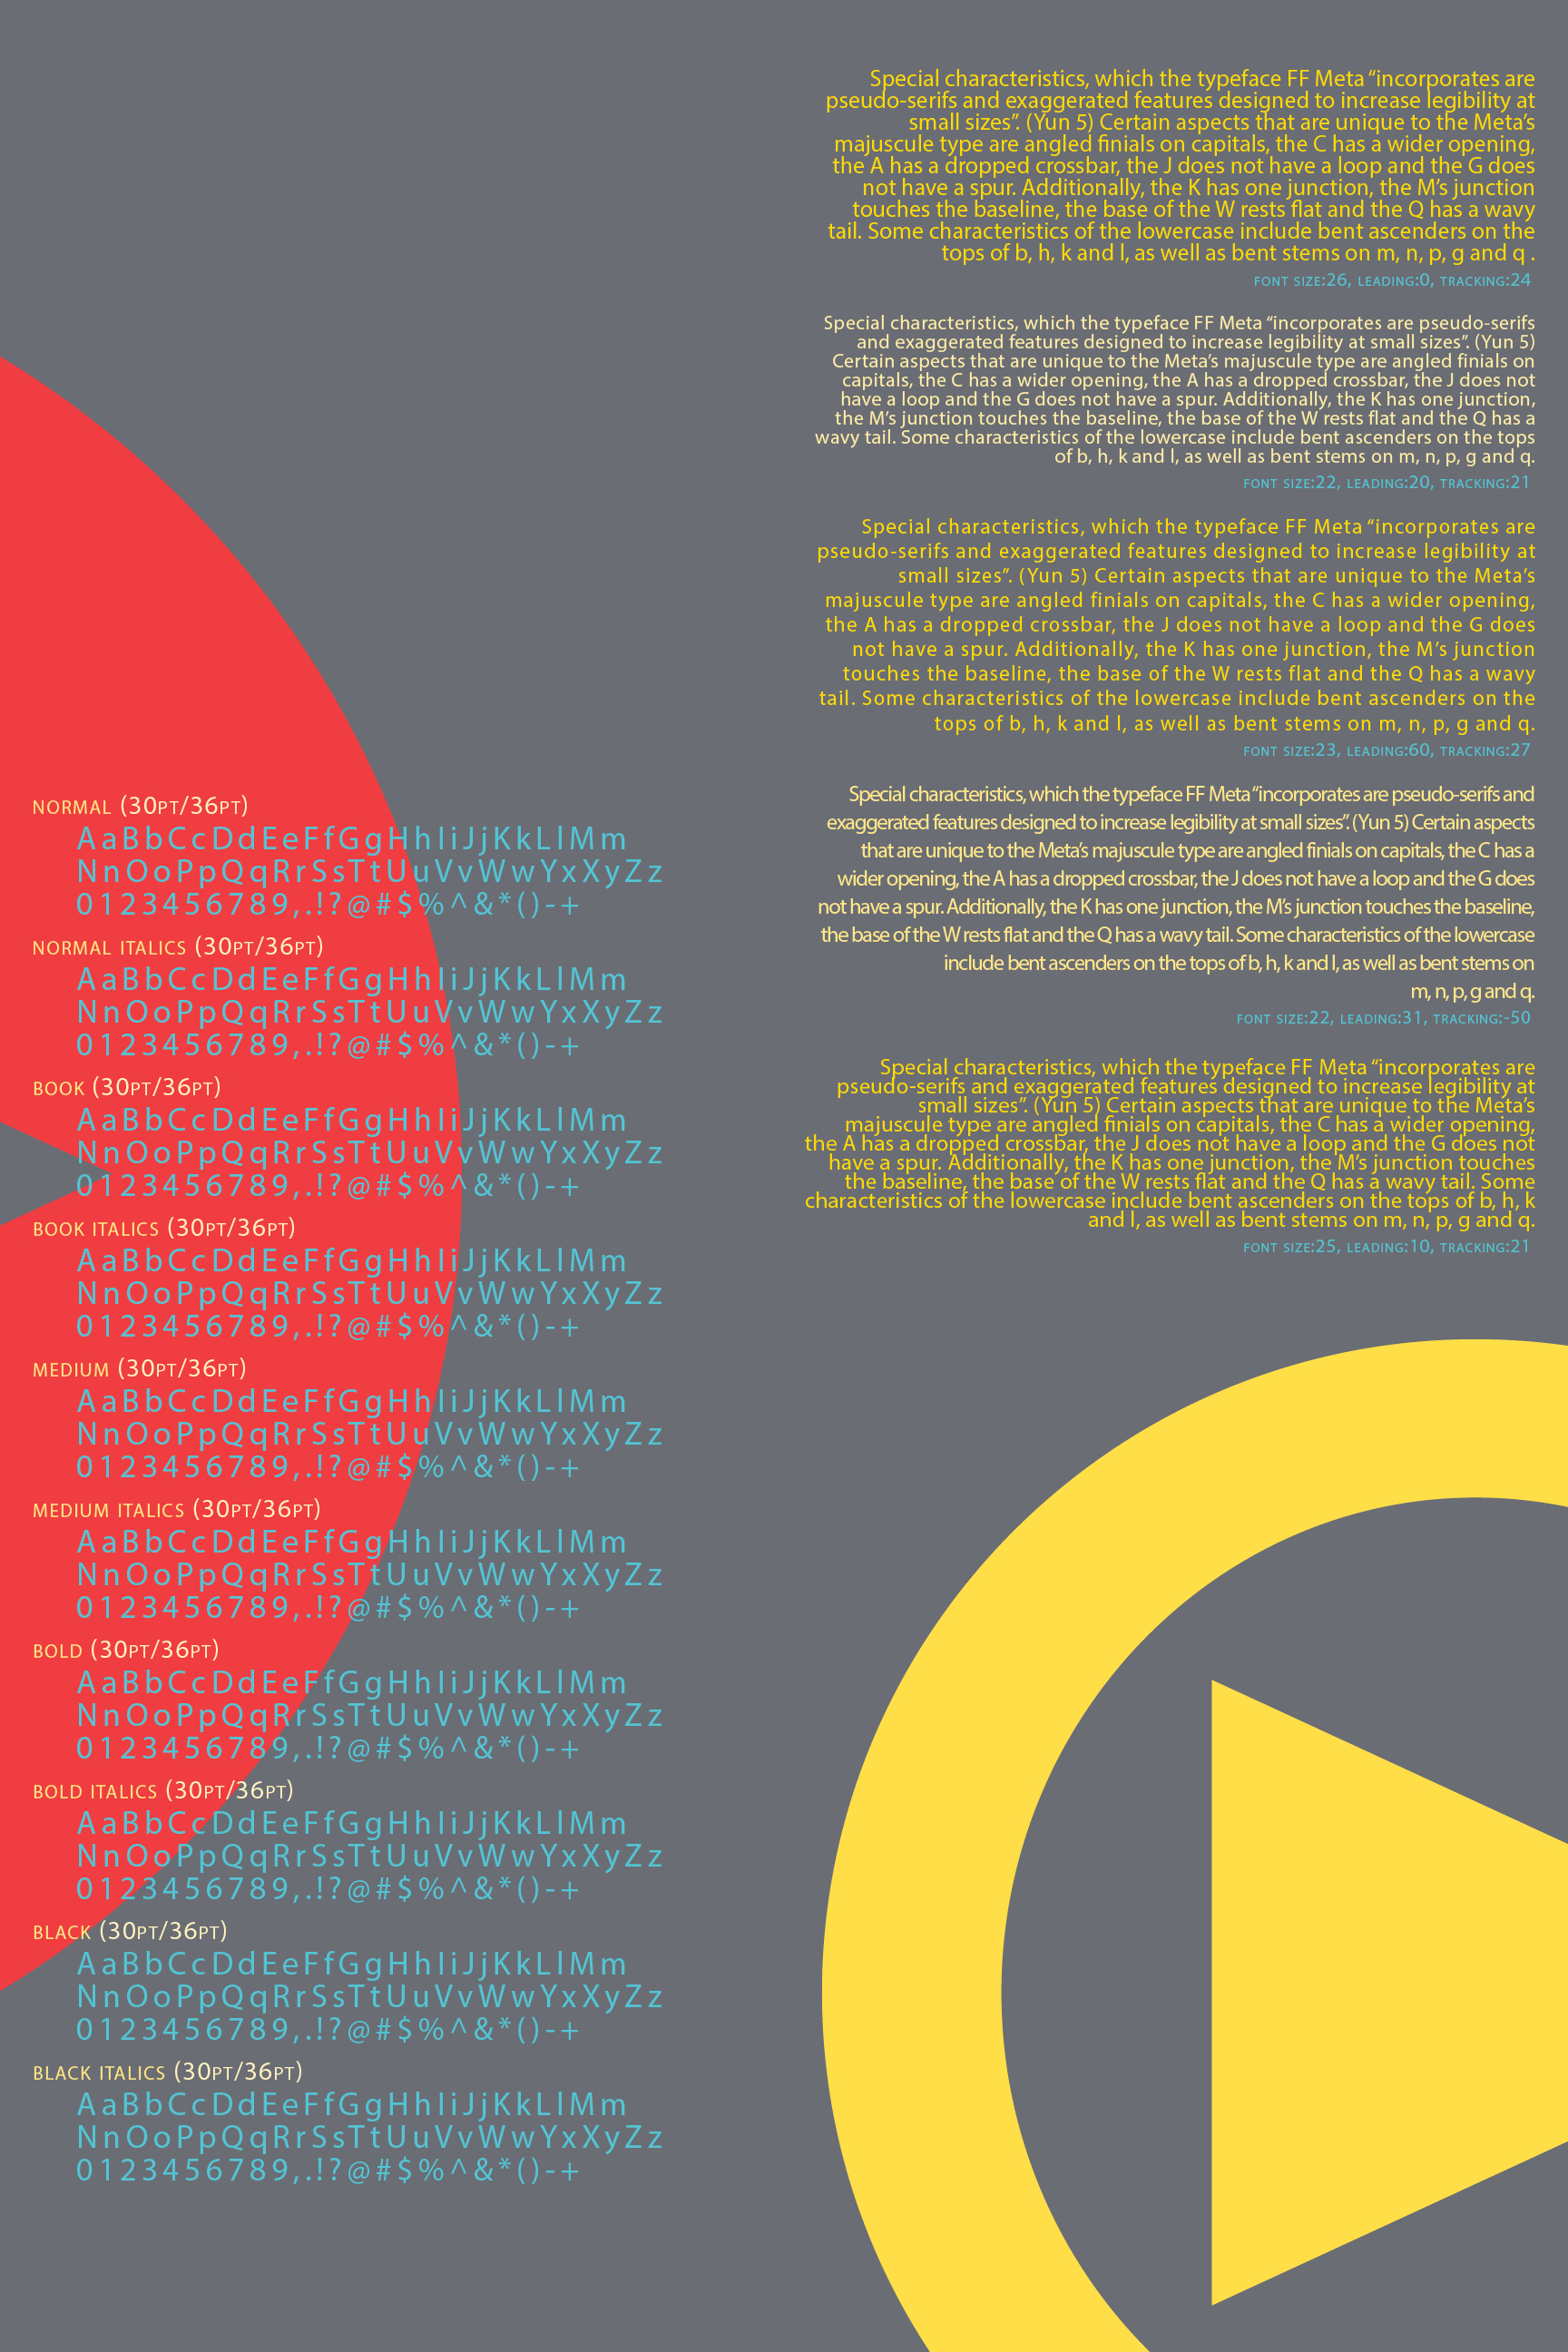 Special characteristics, which the typeface FF Meta “incorporates are
pseudo-serifs and exaggerated features designed to increase legibility at
small sizes”. (Yun 5) Certain aspects that are unique to the Meta’s
majuscule type are angled finials on capitals, the C has a wider opening,
the A has a dropped crossbar, the J does not have a loop and the G does
not have a spur. Additionally, the K has one junction, the M’s junction
touches the baseline, the base of the W rests flat and the Q has a wavy
tail. Some characteristics of the lowercase include bent ascenders on the
tops of b, h, k and l, as well as bent stems on m, n, p, g and q .
FONT SIZE:26, LEADING:0, TRACKING:24
Special characteristics, which the typeface FF Meta “incorporates are pseudo-serifs
and exaggerated features designed to increase legibility at small sizes”. (Yun 5)
Certain aspects that are unique to the Meta’s majuscule type are angled finials on
capitals, the C has a wider opening, the A has a dropped crossbar, the J does not
have a loop and the G does not have a spur. Additionally, the K has one junction,
the M’s junction touches the baseline, the base of the W rests flat and the Q has a
wavy tail. Some characteristics of the lowercase include bent ascenders on the tops
of b, h, k and l, as well as bent stems on m, n, p, g and q.
FONT SIZE:22, LEADING:20, TRACKING:21
Special characteristics, which the typeface FF Meta “incorporates are
pseudo-serifs and exaggerated features designed to increase legibility at
small sizes”. (Yun 5) Certain aspects that are unique to the Meta’s
majuscule type are angled finials on capitals, the C has a wider opening,
the A has a dropped crossbar, the J does not have a loop and the G does
not have a spur. Additionally, the K has one junction, the M’s junction
touches the baseline, the base of the W rests flat and the Q has a wavy
tail. Some characteristics of the lowercase include bent ascenders on the
tops of b, h, k and l, as well as bent stems on m, n, p, g and q.
FONT SIZE:23, LEADING:60, TRACKING:27
Special characteristics, which the typeface FF Meta “incorporates are pseudo-serifs and
exaggerated features designed to increase legibility at small sizes”. (Yun 5) Certain aspects
that are unique to the Meta’s majuscule type are angled finials on capitals, the C has a
wider opening, the A has a dropped crossbar, the J does not have a loop and the G does
not have a spur. Additionally, the K has one junction, the M’s junction touches the baseline,
the base of the W rests flat and the Q has a wavy tail. Some characteristics of the lowercase
include bent ascenders on the tops of b, h, k and l, as well as bent stems on
m, n, p, g and q.
FONT SIZE:22, LEADING:31, TRACKING:-50
Special characteristics, which the typeface FF Meta “incorporates are
pseudo-serifs and exaggerated features designed to increase legibility at
small sizes”. (Yun 5) Certain aspects that are unique to the Meta’s
majuscule type are angled finials on capitals, the C has a wider opening,
the A has a dropped crossbar, the J does not have a loop and the G does not
have a spur. Additionally, the K has one junction, the M’s junction touches
the baseline, the base of the W rests flat and the Q has a wavy tail. Some
characteristics of the lowercase include bent ascenders on the tops of b, h, k
and l, as well as bent stems on m, n, p, g and q.
FONT SIZE:25, LEADING:10, TRACKING:21
NORMAL (30PT/36PT)
AaBbCcDdEeFfGgHhIiJjKkLlMm
NnOoPpQqRrSsTtUuVvWwYxXyZz
0123456789,.!?@#$%^&*()-+
NORMAL ITALICS (30PT/36PT)
AaBbCcDdEeFfGgHhIiJjKkLlMm
NnOoPpQqRrSsTtUuVvWwYxXyZz
0123456789,.!?@#$%^&*()-+
BOOK (30PT/36PT)
AaBbCcDdEeFfGgHhIiJjKkLlMm
NnOoPpQqRrSsTtUuVvWwYxXyZz
0123456789,.!?@#$%^&*()-+
BOOK ITALICS (30PT/36PT)
AaBbCcDdEeFfGgHhIiJjKkLlMm
NnOoPpQqRrSsTtUuVvWwYxXyZz
0123456789,.!?@#$%^&*()-+
MEDIUM (30PT/36PT)
AaBbCcDdEeFfGgHhIiJjKkLlMm
NnOoPpQqRrSsTtUuVvWwYxXyZz
0123456789,.!?@#$%^&*()-+
MEDIUM ITALICS (30PT/36PT)
AaBbCcDdEeFfGgHhIiJjKkLlMm
NnOoPpQqRrSsTtUuVvWwYxXyZz
0123456789,.!?@#$%^&*()-+
BOLD (30PT/36PT)
AaBbCcDdEeFfGgHhIiJjKkLlMm
NnOoPpQqRrSsTtUuVvWwYxXyZz
0123456789,.!?@#$%^&*()-+
BOLD ITALICS (30PT/36PT)
AaBbCcDdEeFfGgHhIiJjKkLlMm
NnOoPpQqRrSsTtUuVvWwYxXyZz
0123456789,.!?@#$%^&*()-+
BLACK (30PT/36PT)
AaBbCcDdEeFfGgHhIiJjKkLlMm
NnOoPpQqRrSsTtUuVvWwYxXyZz
0123456789,.!?@#$%^&*()-+
BLACK ITALICS (30PT/36PT)
AaBbCcDdEeFfGgHhIiJjKkLlMm
NnOoPpQqRrSsTtUuVvWwYxXyZz
0123456789,.!?@#$%^&*()-+